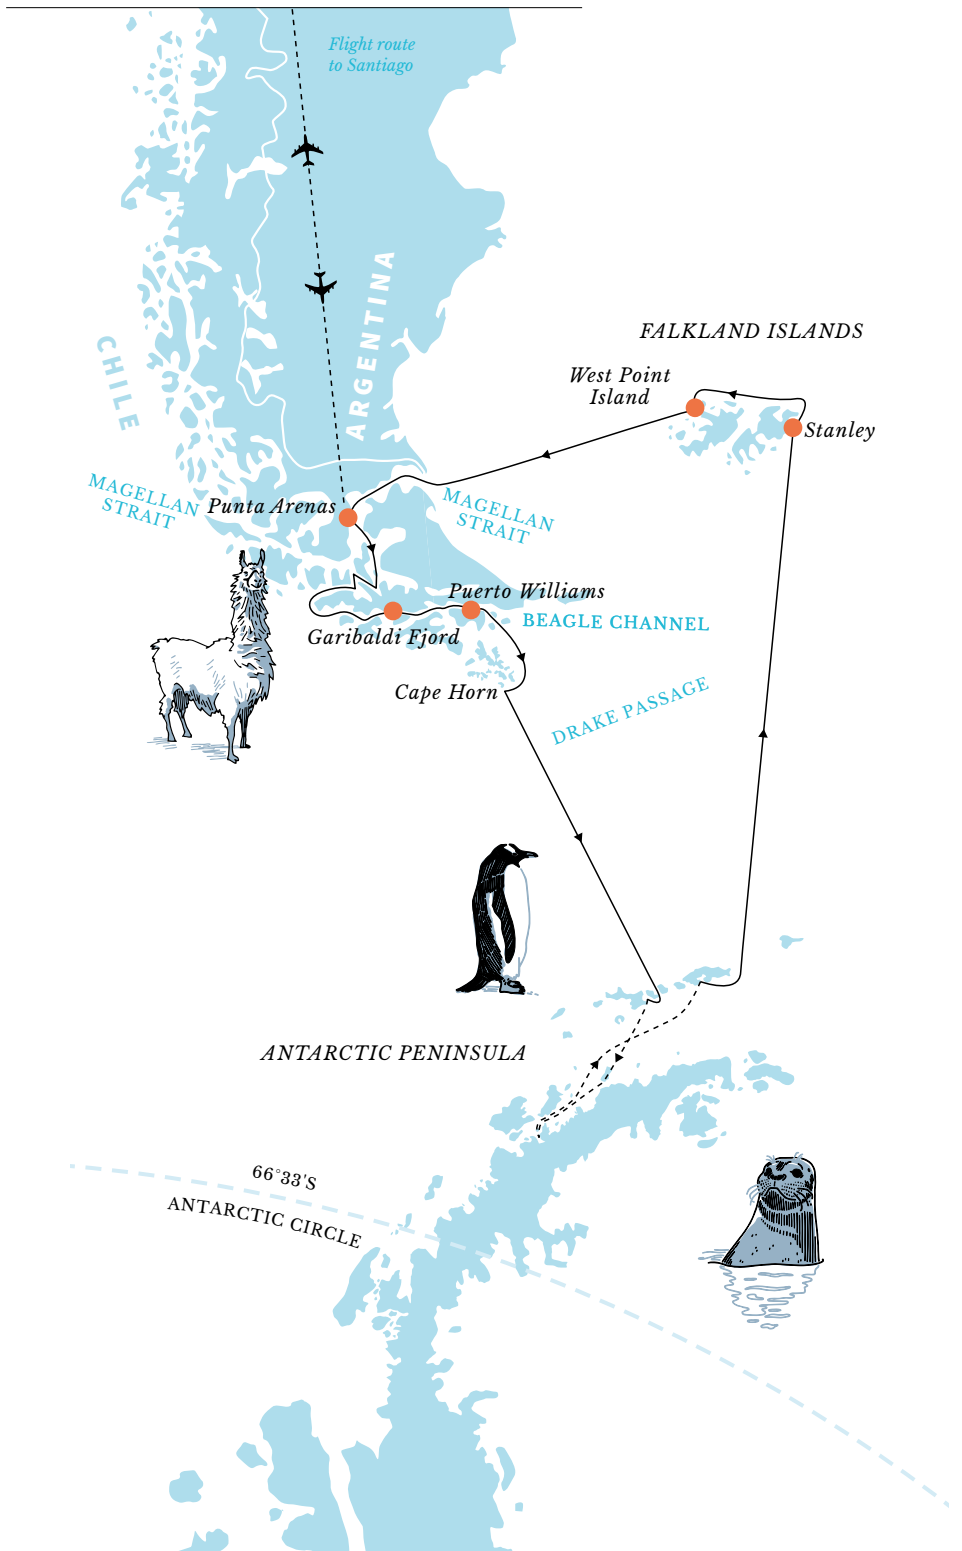 Flight route
to Santiago
ARGENTINA
CHILE
FALKLAND ISLANDS
West Point
Island
Stanley
MAGELLAN
STRAIT
Punta Arenas
MAGELLAN
STRAIT
Puerto Williams
BEAGLE CHANNEL
Garibaldi Fjord
Cape Horn
DRAKE PASSAGE
ANTARCTIC PENINSULA
66°33'S
ANTARCTIC CIRCLE